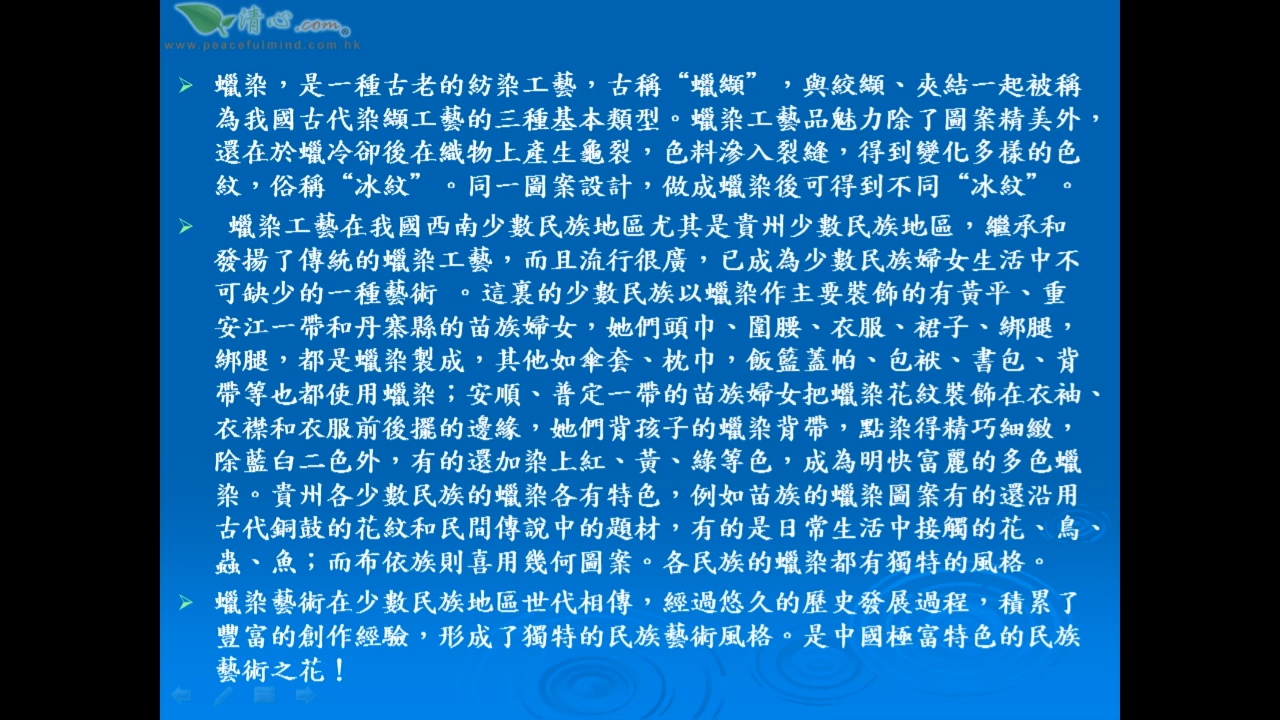 清心.com
www.peacefulmind.com.hk
蠟染，是一種古老的紡染工藝，古稱“蠟纈”，與絞纈、夾結一起被稱
為我國古代染纈工藝的三種基本類型。蠟染工藝品魅力除了圖案精美外，
還在於蠟冷卻後在織物上產生龜裂，色料滲入裂縫，得到變化多樣的色
紋，俗稱“冰紋”。同一圖案設計，做成蠟染後可得到不同“冰紋”。
蠟染工藝在我國西南少數民族地區尤其是貴州少數民族地區，繼承和
發揚了傳統的蠟染工藝，而且流行很廣，已成為少數民族婦女生活中不
可缺少的一種藝術 。這裏的少數民族以蠟染作主要裝飾的有黃平、重
安江一帶和丹寨縣的苗族婦女，她們頭巾、圍腰、衣服、裙子、綁腿，
綁腿，都是蠟染製成，其他如傘套、枕巾，飯籃蓋帕、包袱、書包、背
帶等也都使用蠟染；安順、普定一帶的苗族婦女把蠟染花紋裝飾在衣袖、
衣襟和衣服前後擺的邊緣，她們背孩子的蠟染背帶，點染得精巧細緻，
除藍白二色外，有的還加染上紅、黃、綠等色，成為明快富麗的多色蠟
染。貴州各少數民族的蠟染各有特色，例如苗族的蠟染圖案有的還沿用
古代銅鼓的花紋和民間傳說中的題材，有的是日常生活中接觸的花、鳥、
蟲、魚；而布依族則喜用幾何圖案。各民族的蠟染都有獨特的風格。
蠟染藝術在少數民族地區世代相傳，經過悠久的歷史發展過程，積累了
豐富的創作經驗，形成了獨特的民族藝術風格。是中國極富特色的民族
藝術之花！